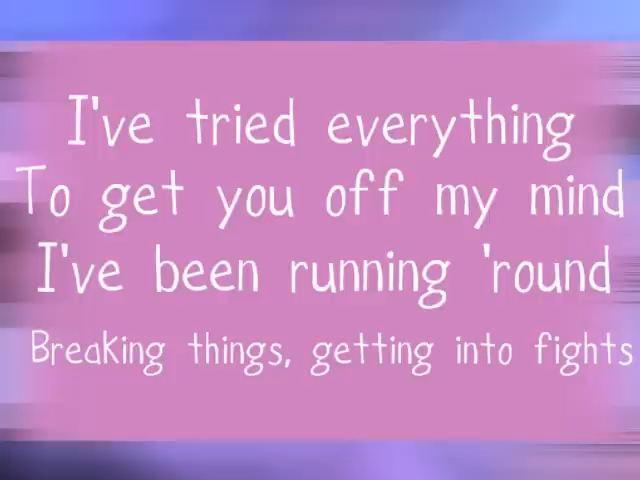 I've tried everything
To get you off my mind
I've been running 'round
Breaking things, getting into fights